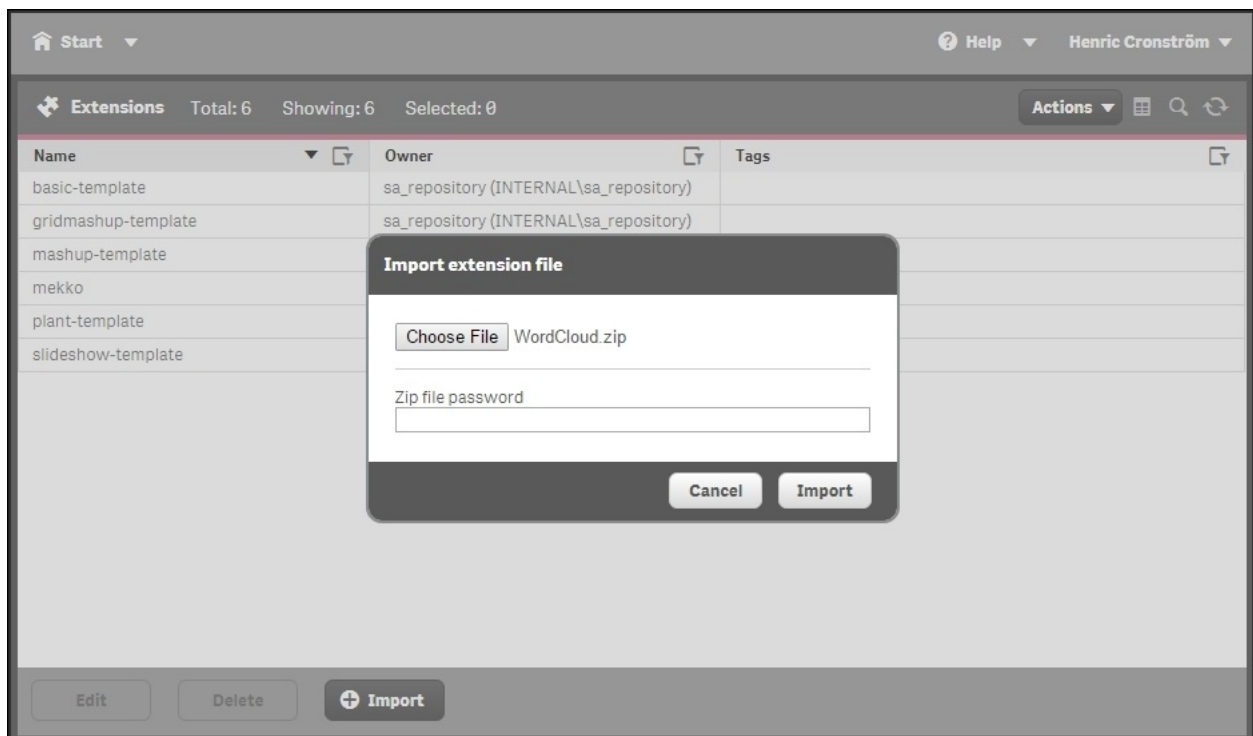 Start Help Henric Cronström
Extensions Total: 6 Showing: 6 Selected: 0 Actions
Name Owner Tags
basic-template sa_repository (INTERNAL\sa_repository)
gridmashup-template sa_repository (INTERNAL\sa_repository)
mashup-template
mekko
plant-template
slideshow-template
Import extension file
Choose File WordCloud.zip
Zip file password
Cancel Import
Edit Delete Import